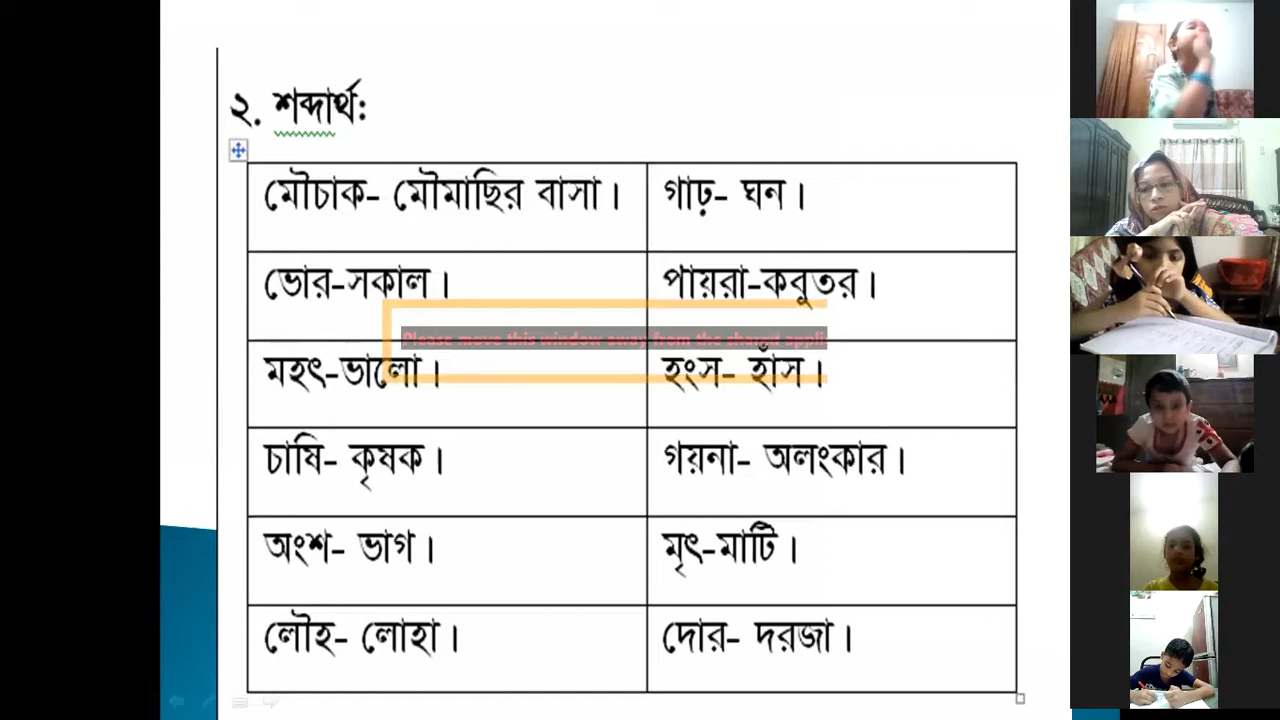 ২. শব্দার্থ:
মৌচাক- মৌমাছির বাসা। গাঢ়- ঘন।
ভোর-সকাল। পায়রা-কবুতর।
Please move this window away from the shared appli
মহৎ-ভালো। হংস- হাঁস।
চাষি- কৃষক। গয়না- অলংকার।
অংশ- ভাগ। মৃৎ-মাটি।
লৌহ- লোহা। দোর- দরজা।